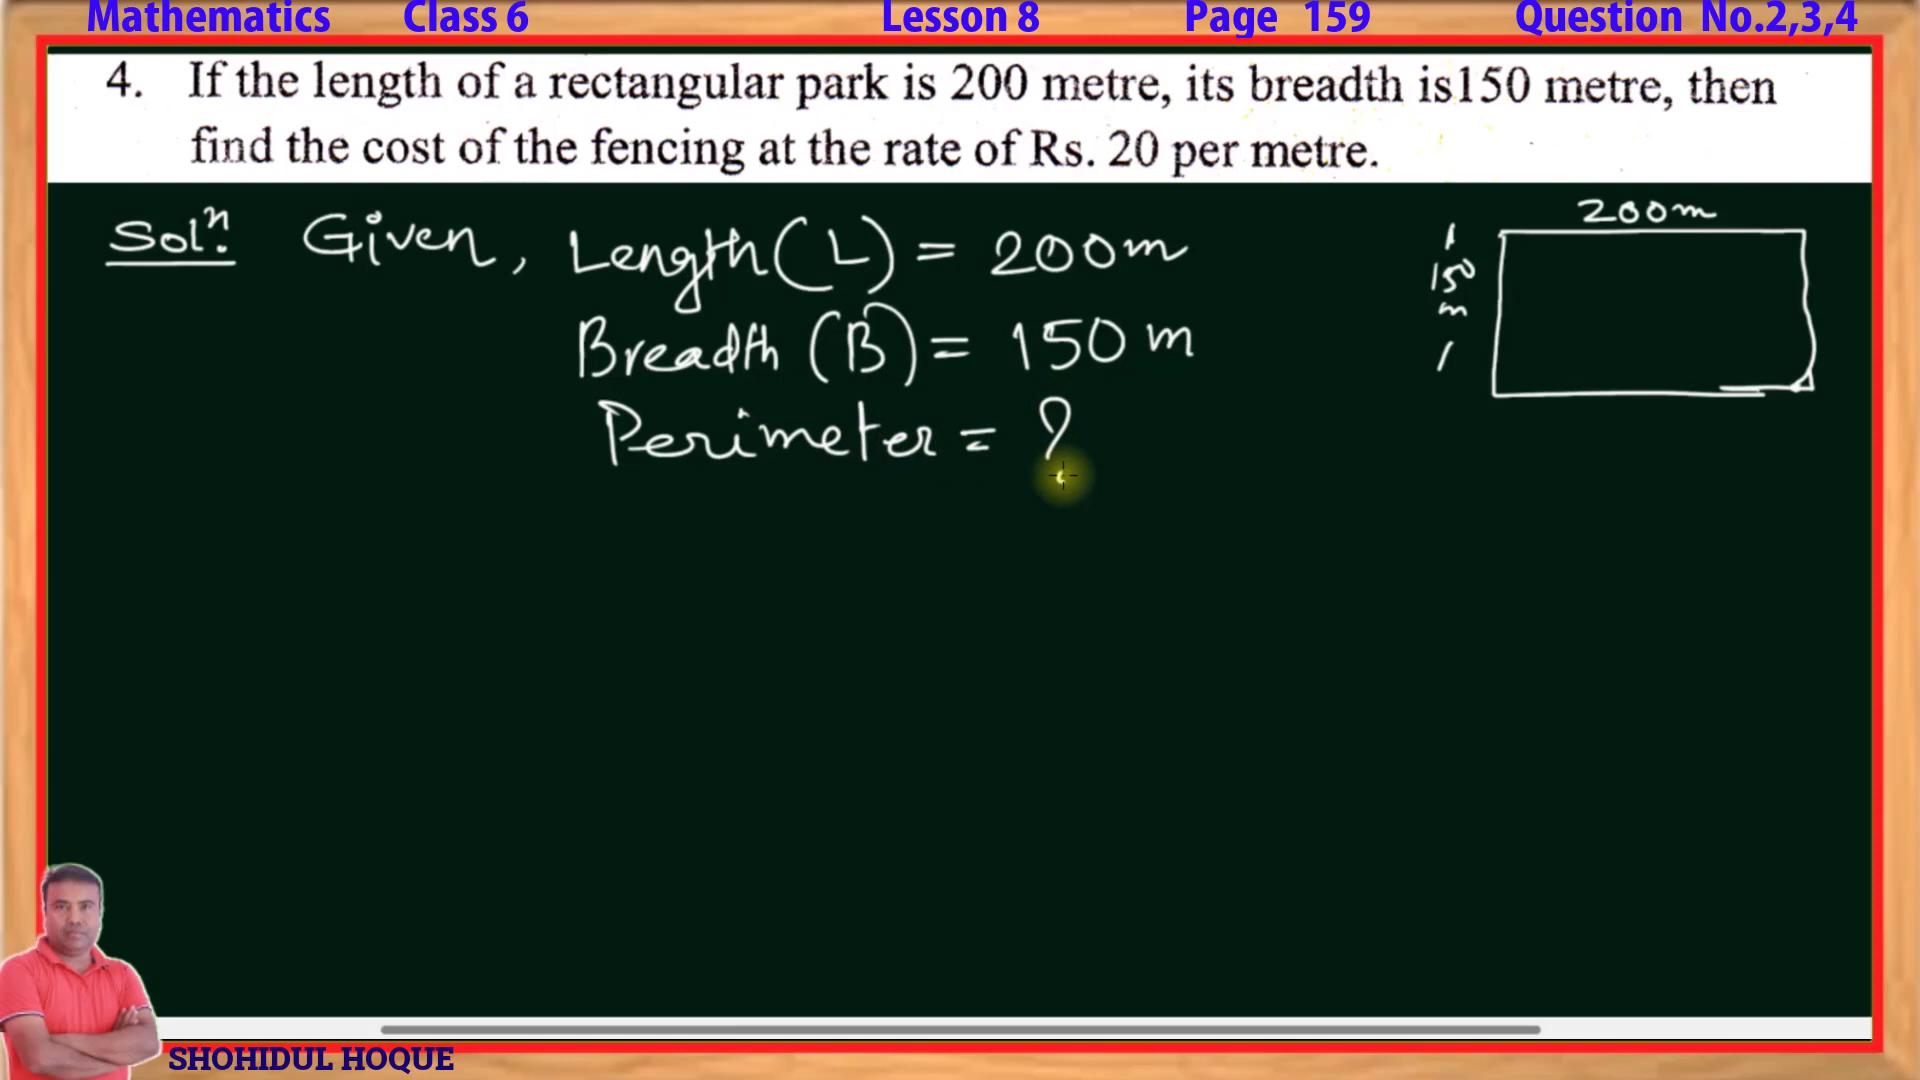 Mathematics Class 6 Lesson 8 Page 159 Question No.2,3,4
4. If the length of a rectangular park is 200 metre, its breadth is150 metre, then
find the cost of the fencing at the rate of Rs. 20 per metre.
Solⁿ: Given, Length (L) = 200m
Breadth (B) = 150 m
Perimeter = ?
200m
150
m
SHOHIDUL HOQUE